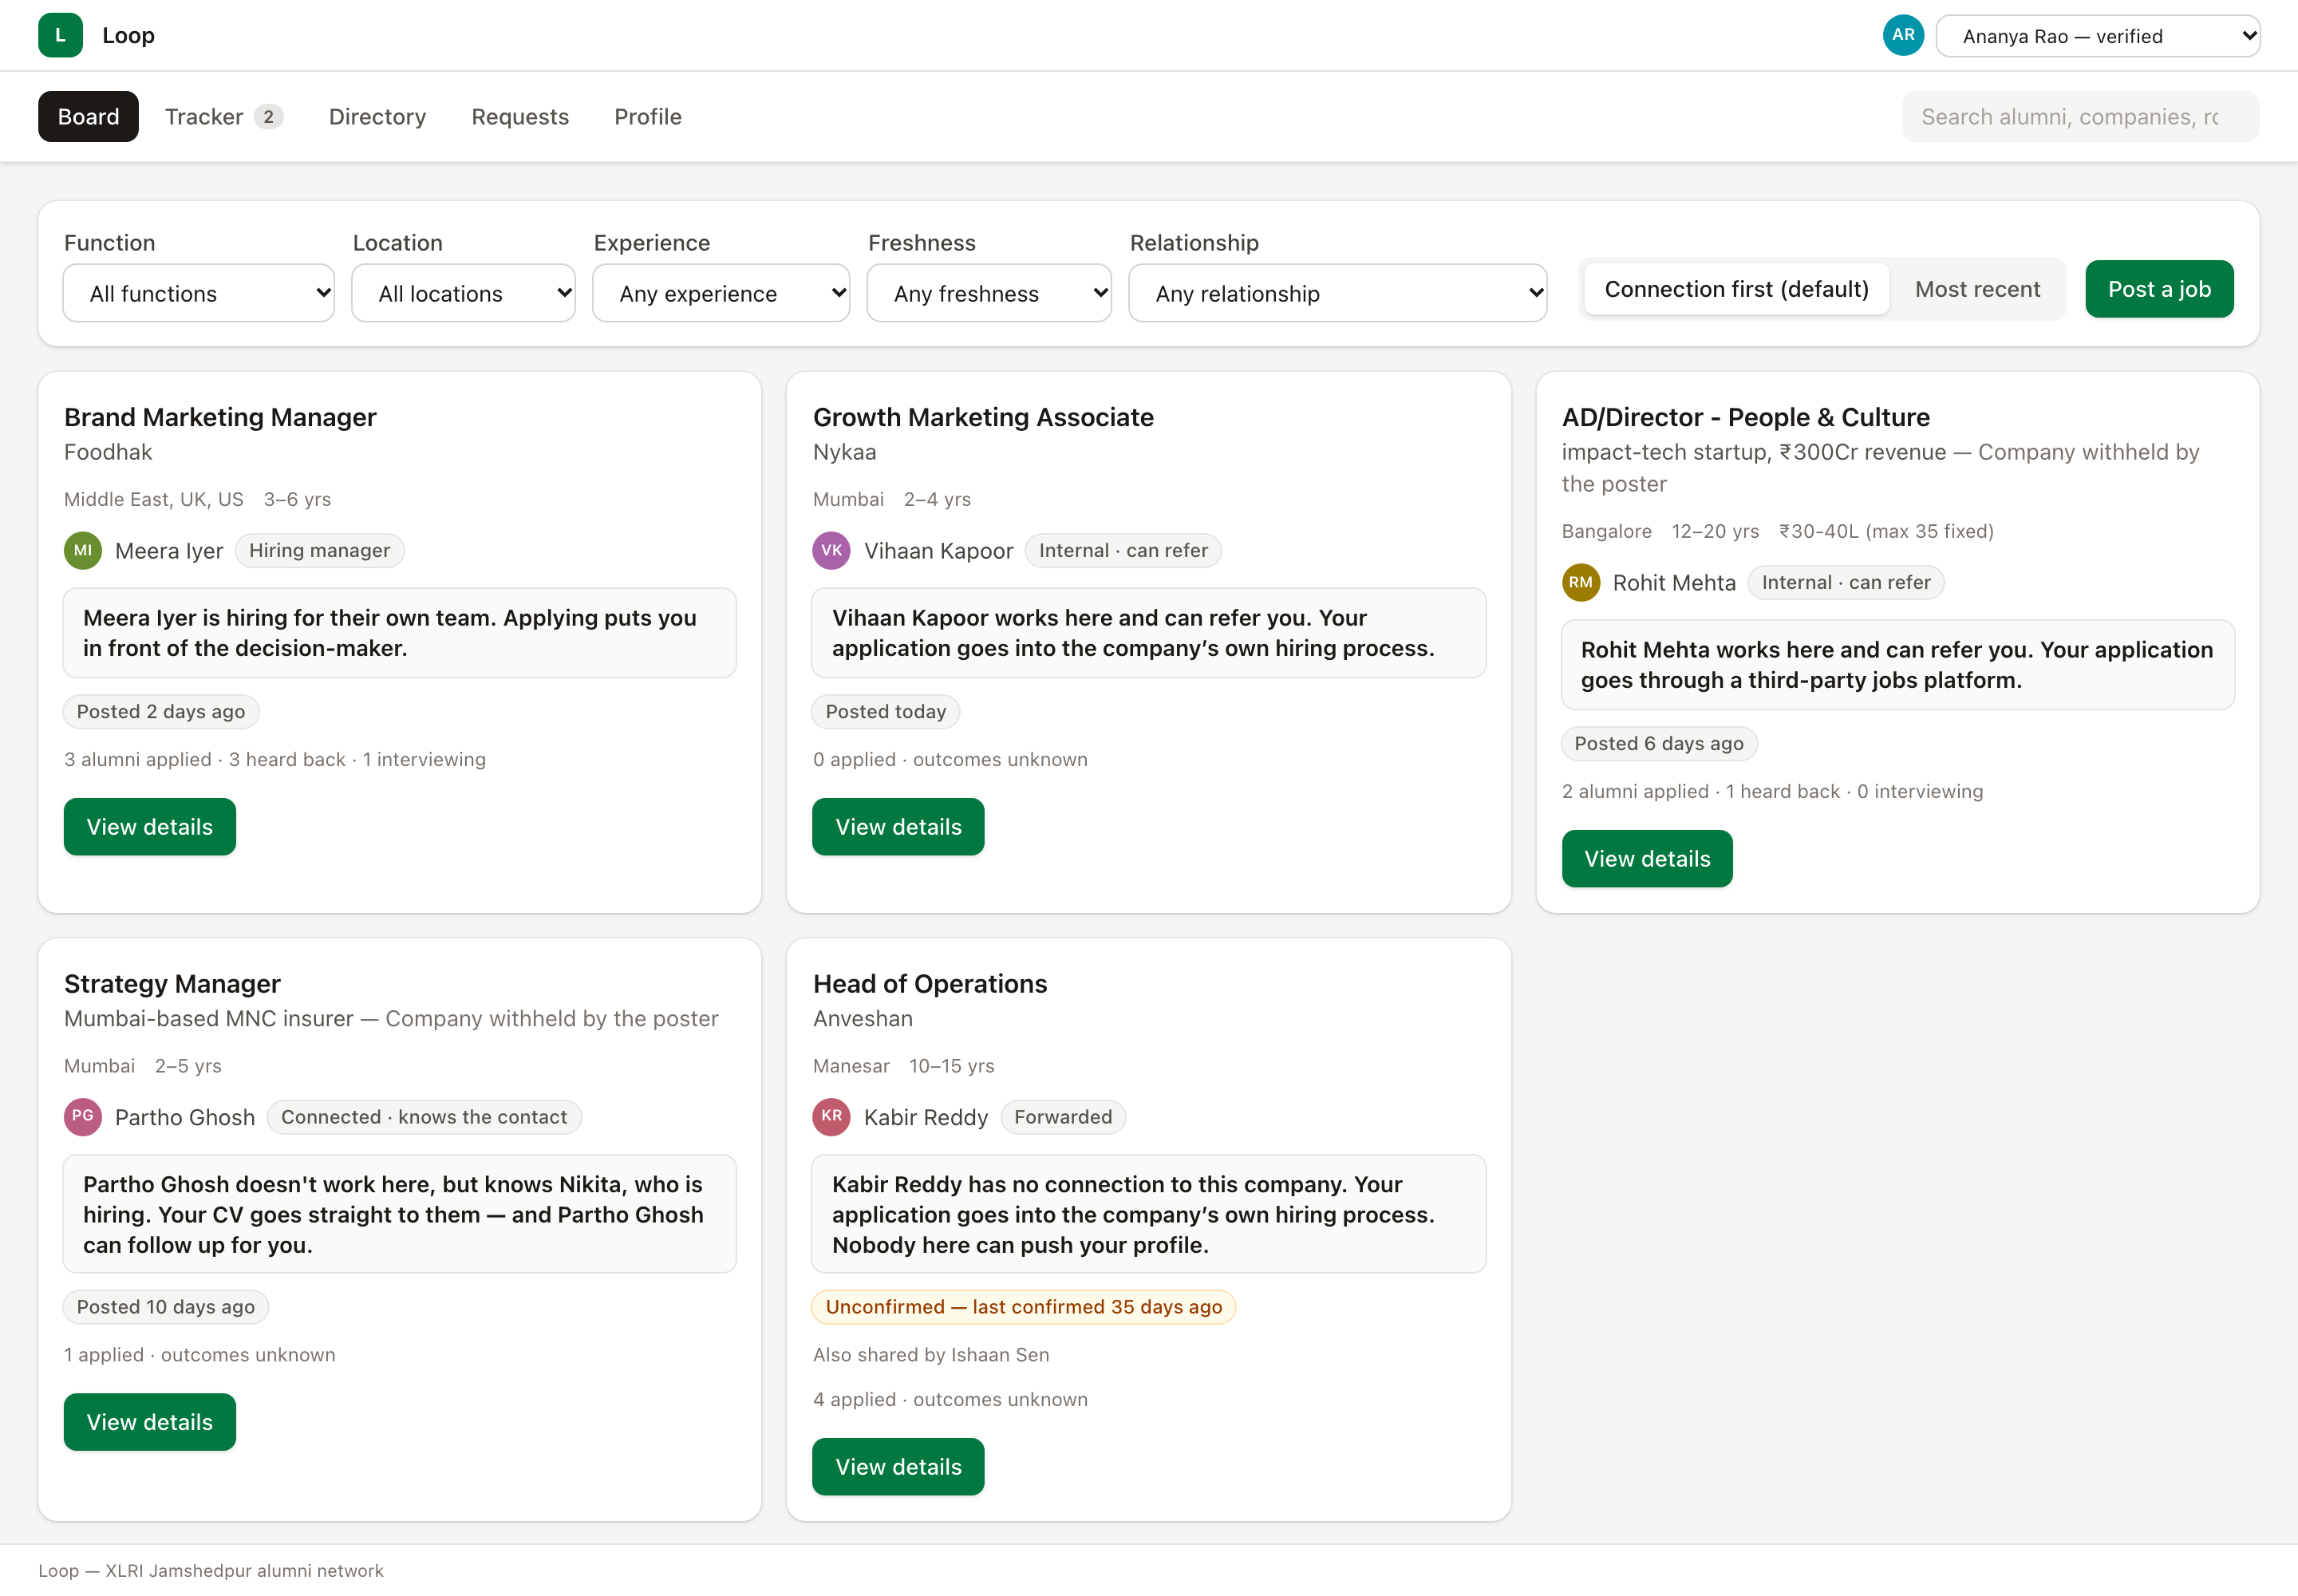 L
Loop
AR
Ananya Rao — verified
Board
Tracker 2
Directory
Requests
Profile
Search alumni, companies, rc
Function
Location
Experience
Freshness
Relationship
All functions
All locations
Any experience
Any freshness
Any relationship
Connection first (default)
Most recent
Post a job
Brand Marketing Manager
Foodhak
Middle East, UK, US 3–6 yrs
MI Meera Iyer Hiring manager
Meera Iyer is hiring for their own team. Applying puts you
in front of the decision-maker.
Posted 2 days ago
3 alumni applied · 3 heard back · 1 interviewing
View details
Growth Marketing Associate
Nykaa
Mumbai 2–4 yrs
VK Vihaan Kapoor Internal · can refer
Vihaan Kapoor works here and can refer you. Your
application goes into the company’s own hiring process.
Posted today
0 applied · outcomes unknown
View details
AD/Director - People & Culture
impact-tech startup, ₹300Cr revenue — Company withheld by
the poster
Bangalore 12–20 yrs ₹30-40L (max 35 fixed)
RM Rohit Mehta Internal · can refer
Rohit Mehta works here and can refer you. Your application
goes through a third-party jobs platform.
Posted 6 days ago
2 alumni applied · 1 heard back · 0 interviewing
View details
Strategy Manager
Mumbai-based MNC insurer — Company withheld by the poster
Mumbai 2–5 yrs
PG Partho Ghosh Connected · knows the contact
Partho Ghosh doesn't work here, but knows Nikita, who is
hiring. Your CV goes straight to them — and Partho Ghosh
can follow up for you.
Posted 10 days ago
1 applied · outcomes unknown
View details
Head of Operations
Anveshan
Manesar 10–15 yrs
KR Kabir Reddy Forwarded
Kabir Reddy has no connection to this company. Your
application goes into the company’s own hiring process.
Nobody here can push your profile.
Unconfirmed — last confirmed 35 days ago
Also shared by Ishaan Sen
4 applied · outcomes unknown
View details
Loop — XLRI Jamshedpur alumni network